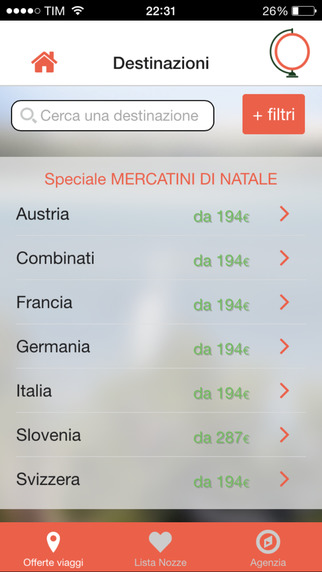 TIM 22:31 26%
Destinazioni
Cerca una destinazione + filtri
Speciale MERCATINI DI NATALE
Austria da 194€
Combinati da 194€
Francia da 194€
Germania da 194€
Italia da 194€
Slovenia da 287€
Svizzera da 194€
Offerte viaggi Lista Nozze Agenzia